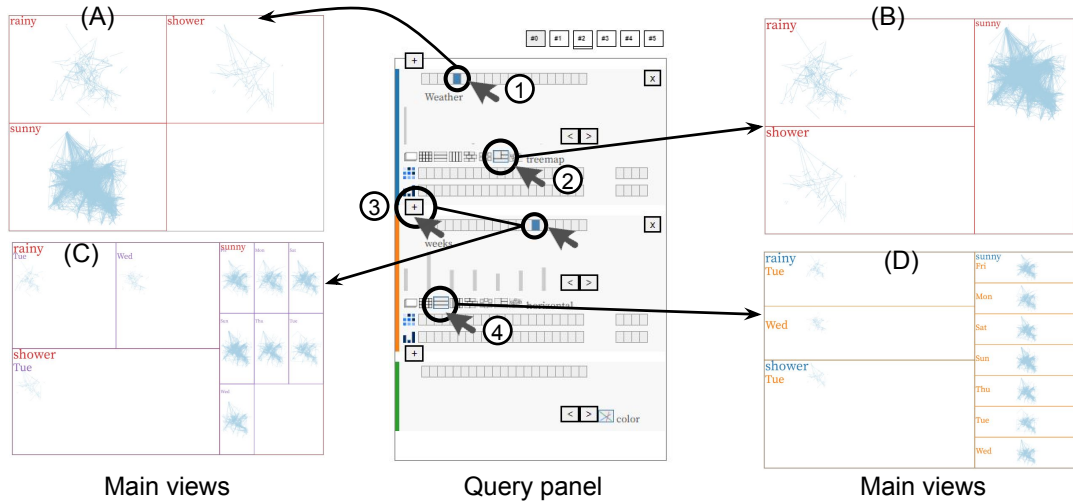 (A)
rainy
shower
sunny
#0 #1 #2 #3 #4 #5
+
x
1
Weather
< >
treemap
2
3
+
x
weeks
< >
horizontal
4
+
< >
color
(B)
rainy
sunny
shower
(C)
rainy
Tue
Wed
sunny
Mon
Sat
Sun
Thu
Tue
Wed
shower
Tue
(D)
rainy
Tue
Wed
shower
Tue
sunny
Fri
Mon
Sat
Sun
Thu
Tue
Wed
Main views
Query panel
Main views